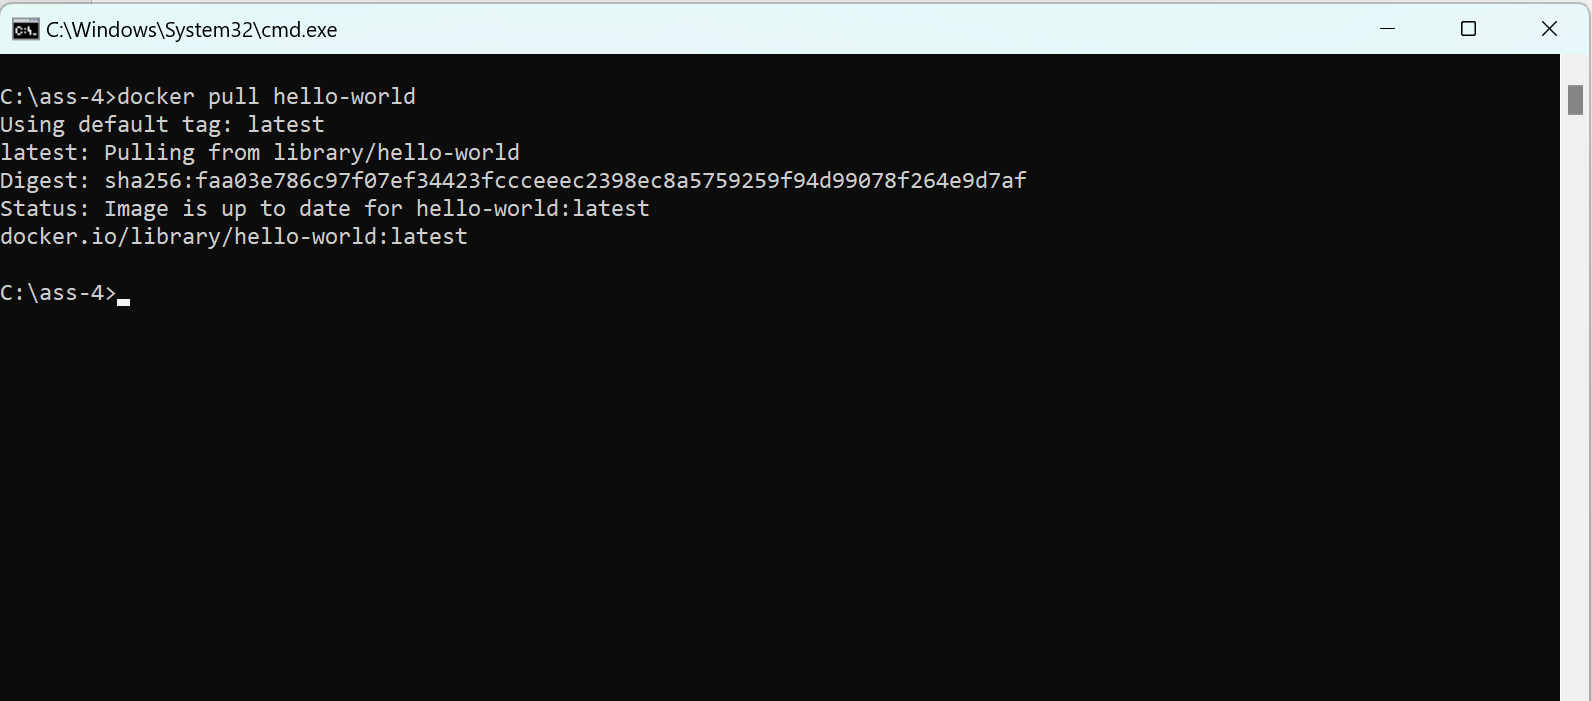 C:\Windows\System32\cmd.exe
C:\ass-4>docker pull hello-world
Using default tag: latest
latest: Pulling from library/hello-world
Digest: sha256:faa03e786c97f07ef34423fccceeec2398ec8a5759259f94d99078f264e9d7af
Status: Image is up to date for hello-world:latest
docker.io/library/hello-world:latest
C:\ass-4>